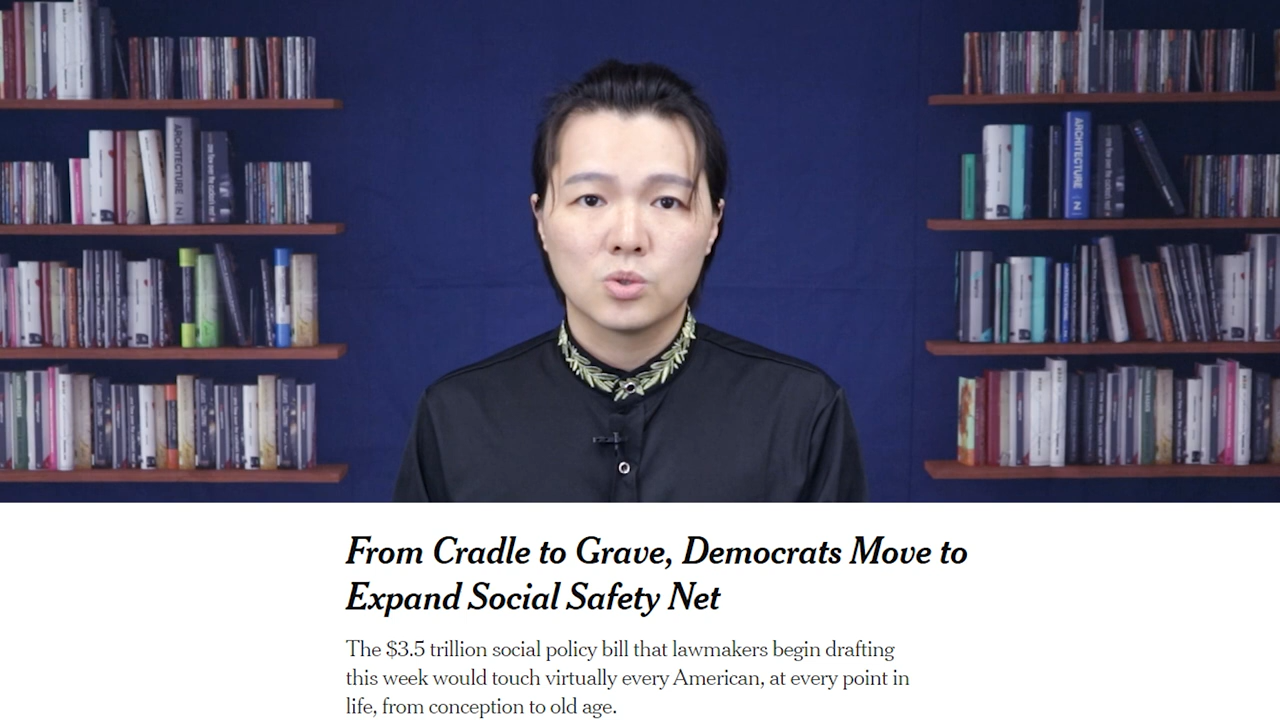 ARCHITECTURE
ARCHITECTURE
From Cradle to Grave, Democrats Move to
Expand Social Safety Net
The $3.5 trillion social policy bill that lawmakers begin drafting
this week would touch virtually every American, at every point in
life, from conception to old age.